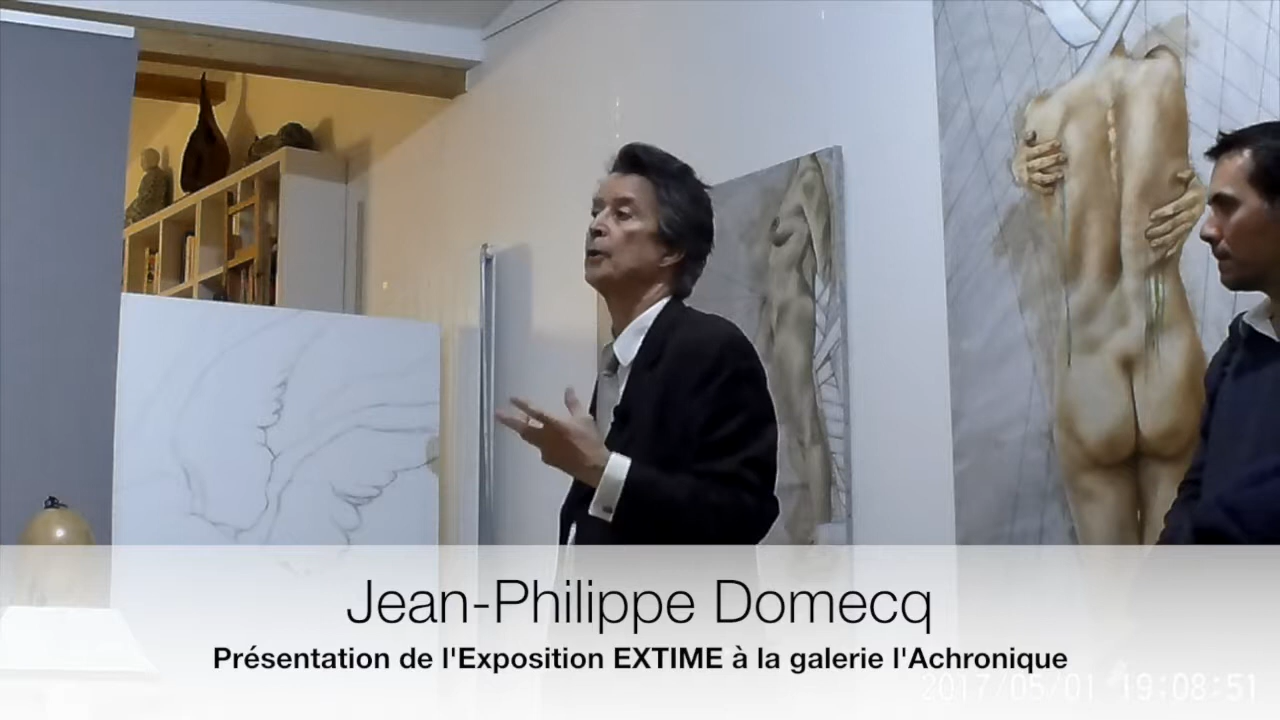 Jean-Philippe Domecq
Présentation de l'Exposition EXTIME à la galerie l'Achronique
2017/05/01 19:08:51